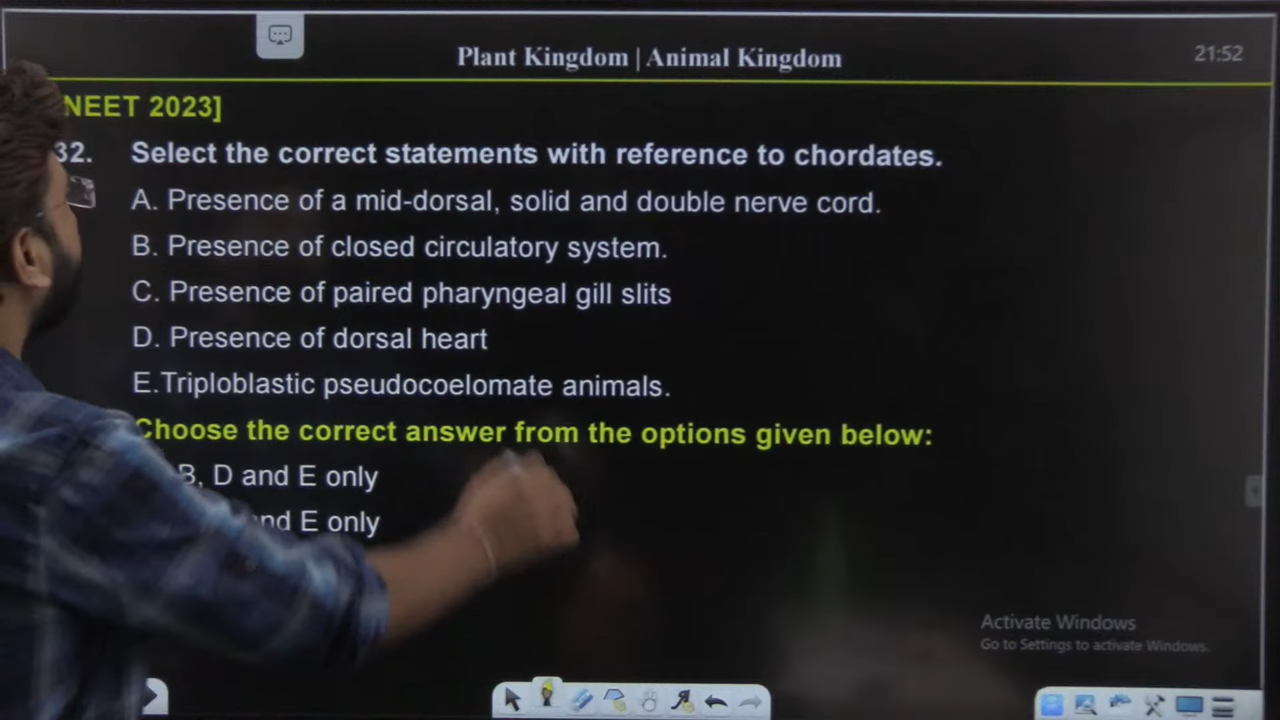 Plant Kingdom | Animal Kingdom
21:52
NEET 2023]
32. Select the correct statements with reference to chordates.
A. Presence of a mid-dorsal, solid and double nerve cord.
B. Presence of closed circulatory system.
C. Presence of paired pharyngeal gill slits
D. Presence of dorsal heart
E.Triploblastic pseudocoelomate animals.
Choose the correct answer from the options given below:
B, D and E only
and E only
Activate Windows
Go to Settings to activate Windows.